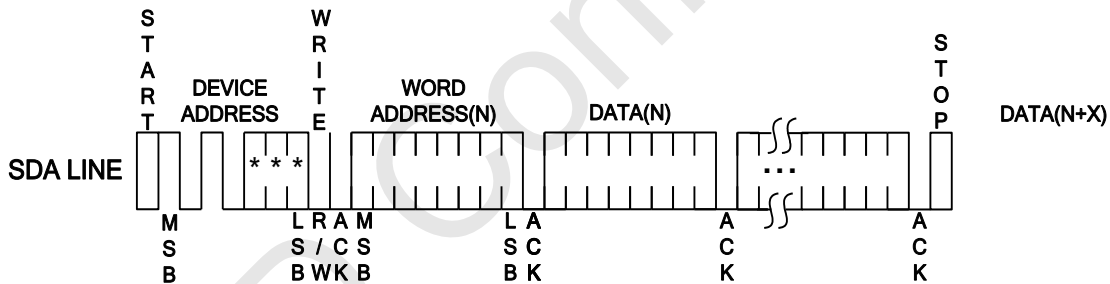 START
WRITE
STOP
DEVICE
ADDRESS
WORD
ADDRESS(N)
DATA(N)
DATA(N+X)
SDA LINE
* * *
...
MSB
LSB
R/W
ACK
MSB
LSB
ACK
ACK
ACK